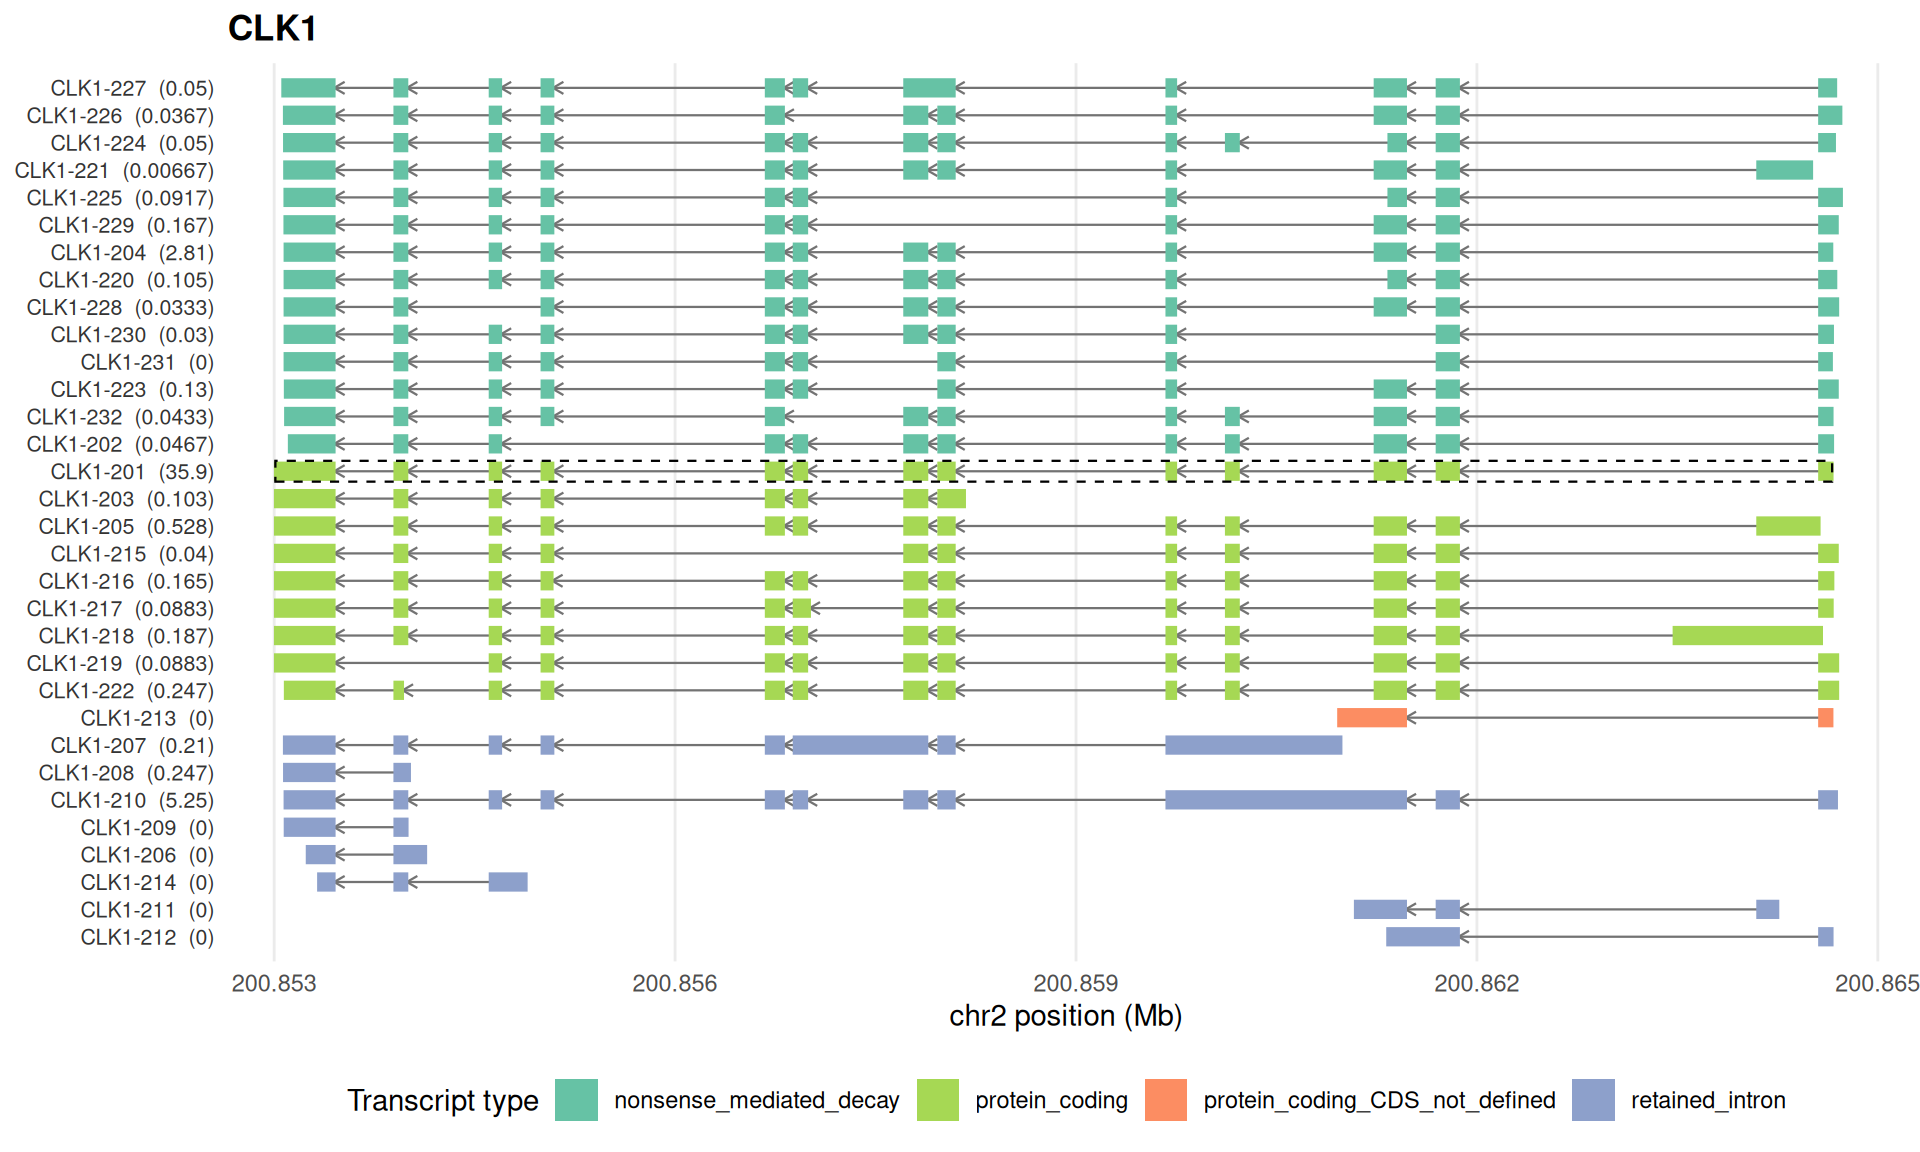 CLK1
CLK1-227 (0.05)
CLK1-226 (0.0367)
CLK1-224 (0.05)
CLK1-221 (0.00667)
CLK1-225 (0.0917)
CLK1-229 (0.167)
CLK1-204 (2.81)
CLK1-220 (0.105)
CLK1-228 (0.0333)
CLK1-230 (0.03)
CLK1-231 (0)
CLK1-223 (0.13)
CLK1-232 (0.0433)
CLK1-202 (0.0467)
CLK1-201 (35.9)
CLK1-203 (0.103)
CLK1-205 (0.528)
CLK1-215 (0.04)
CLK1-216 (0.165)
CLK1-217 (0.0883)
CLK1-218 (0.187)
CLK1-219 (0.0883)
CLK1-222 (0.247)
CLK1-213 (0)
CLK1-207 (0.21)
CLK1-208 (0.247)
CLK1-210 (5.25)
CLK1-209 (0)
CLK1-206 (0)
CLK1-214 (0)
CLK1-211 (0)
CLK1-212 (0)
200.853 200.856 200.859 200.862 200.865
chr2 position (Mb)
Transcript type nonsense_mediated_decay protein_coding protein_coding_CDS_not_defined retained_intron